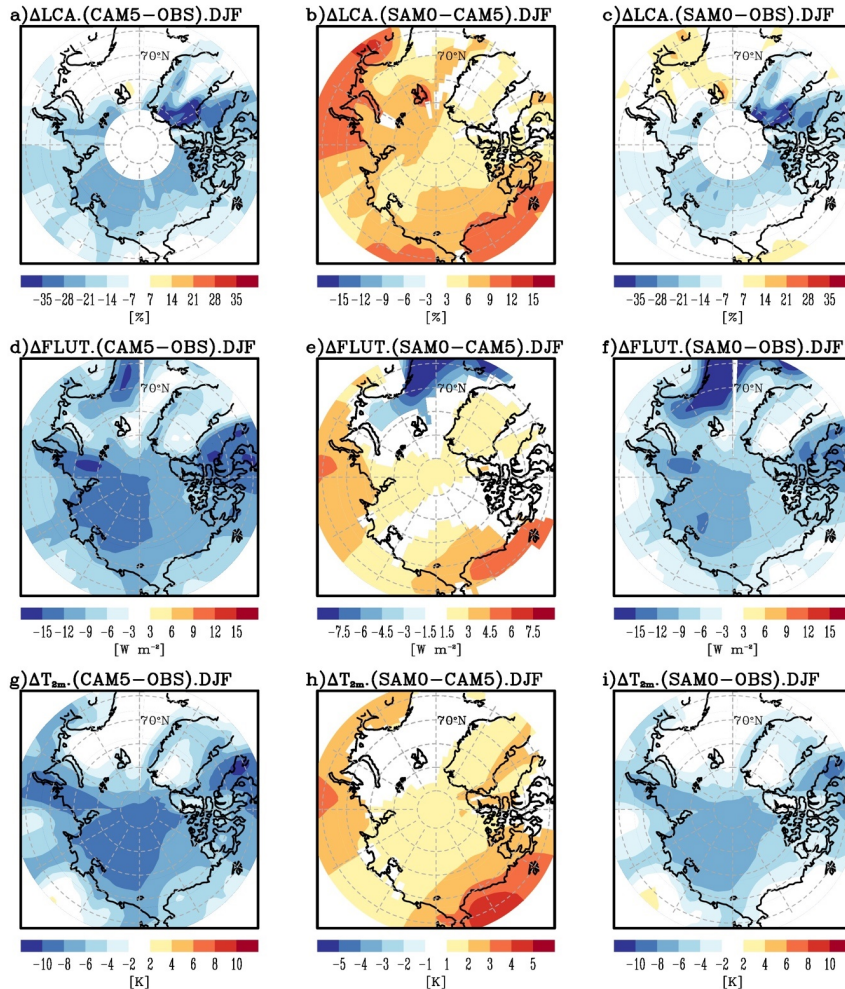 a)ΔLCA.(CAM5−OBS).DJF
b)ΔLCA.(SAM0−CAM5).DJF
c)ΔLCA.(SAM0−OBS).DJF
70°N
70°N
70°N
-35 -28 -21 -14 -7 7 14 21 28 35
[%]
-15 -12 -9 -6 -3 3 6 9 12 15
[%]
-35 -28 -21 -14 -7 7 14 21 28 35
[%]
d)ΔFLUT.(CAM5−OBS).DJF
e)ΔFLUT.(SAM0−CAM5).DJF
f)ΔFLUT.(SAM0−OBS).DJF
70°N
70°N
70°N
-15 -12 -9 -6 -3 3 6 9 12 15
[W m⁻²]
-7.5 -6 -4.5 -3 -1.5 1.5 3 4.5 6 7.5
[W m⁻²]
-15 -12 -9 -6 -3 3 6 9 12 15
[W m⁻²]
g)ΔT₂ₘ.(CAM5−OBS).DJF
h)ΔT₂ₘ.(SAM0−CAM5).DJF
i)ΔT₂ₘ.(SAM0−OBS).DJF
70°N
70°N
70°N
-10 -8 -6 -4 -2 2 4 6 8 10
[K]
-5 -4 -3 -2 -1 1 2 3 4 5
[K]
-10 -8 -6 -4 -2 2 4 6 8 10
[K]